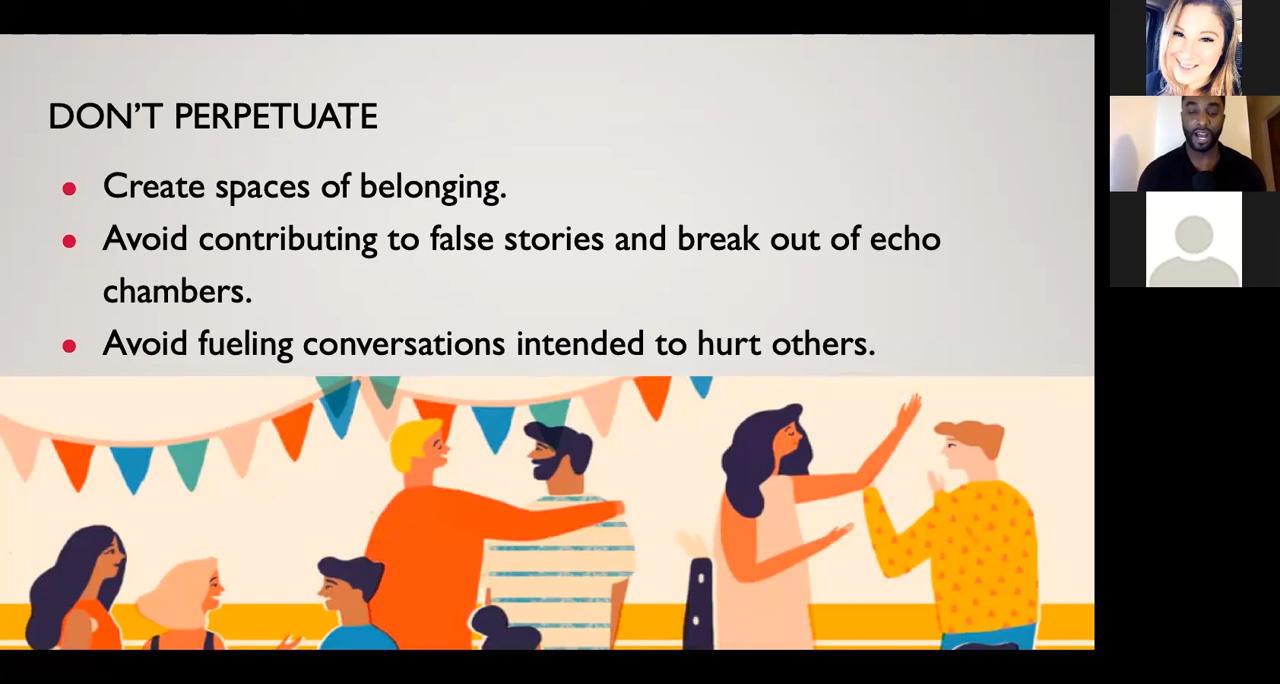 DON'T PERPETUATE
Create spaces of belonging.
Avoid contributing to false stories and break out of echo
chambers.
Avoid fueling conversations intended to hurt others.